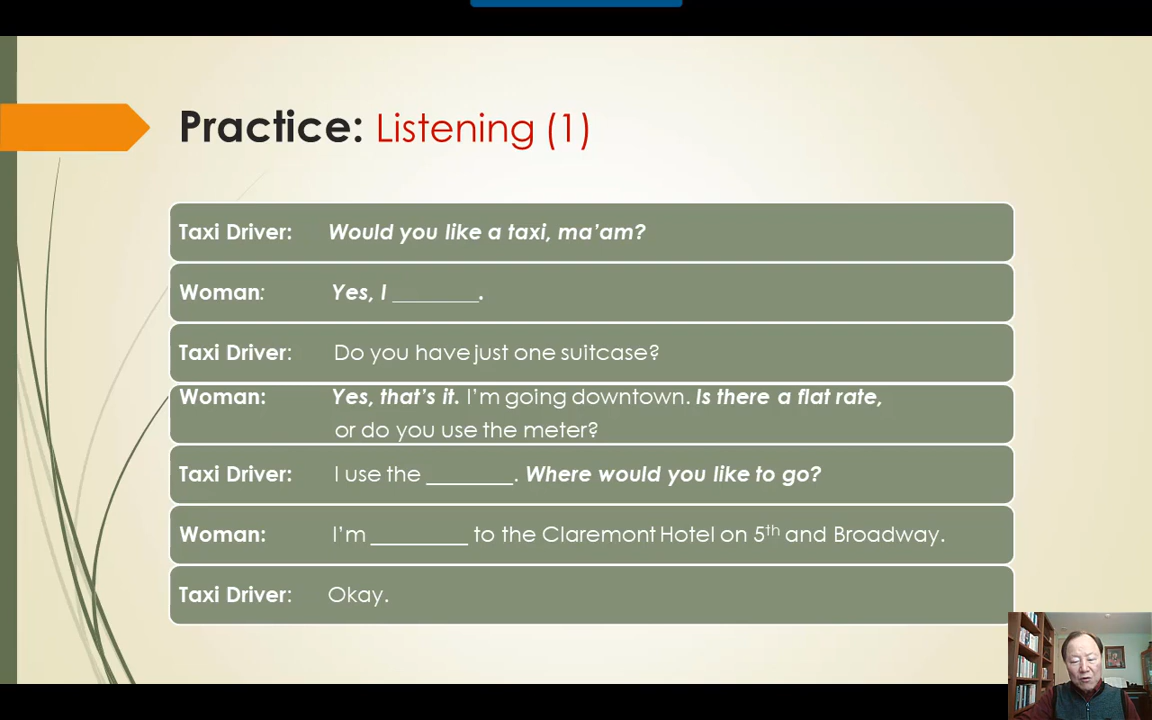 Practice: Listening (1)
Taxi Driver: Would you like a taxi, ma’am?
Woman: Yes, I ________.
Taxi Driver: Do you have just one suitcase?
Woman: Yes, that’s it. I’m going downtown. Is there a flat rate,
or do you use the meter?
Taxi Driver: I use the ________. Where would you like to go?
Woman: I’m _________ to the Claremont Hotel on 5th and Broadway.
Taxi Driver: Okay.